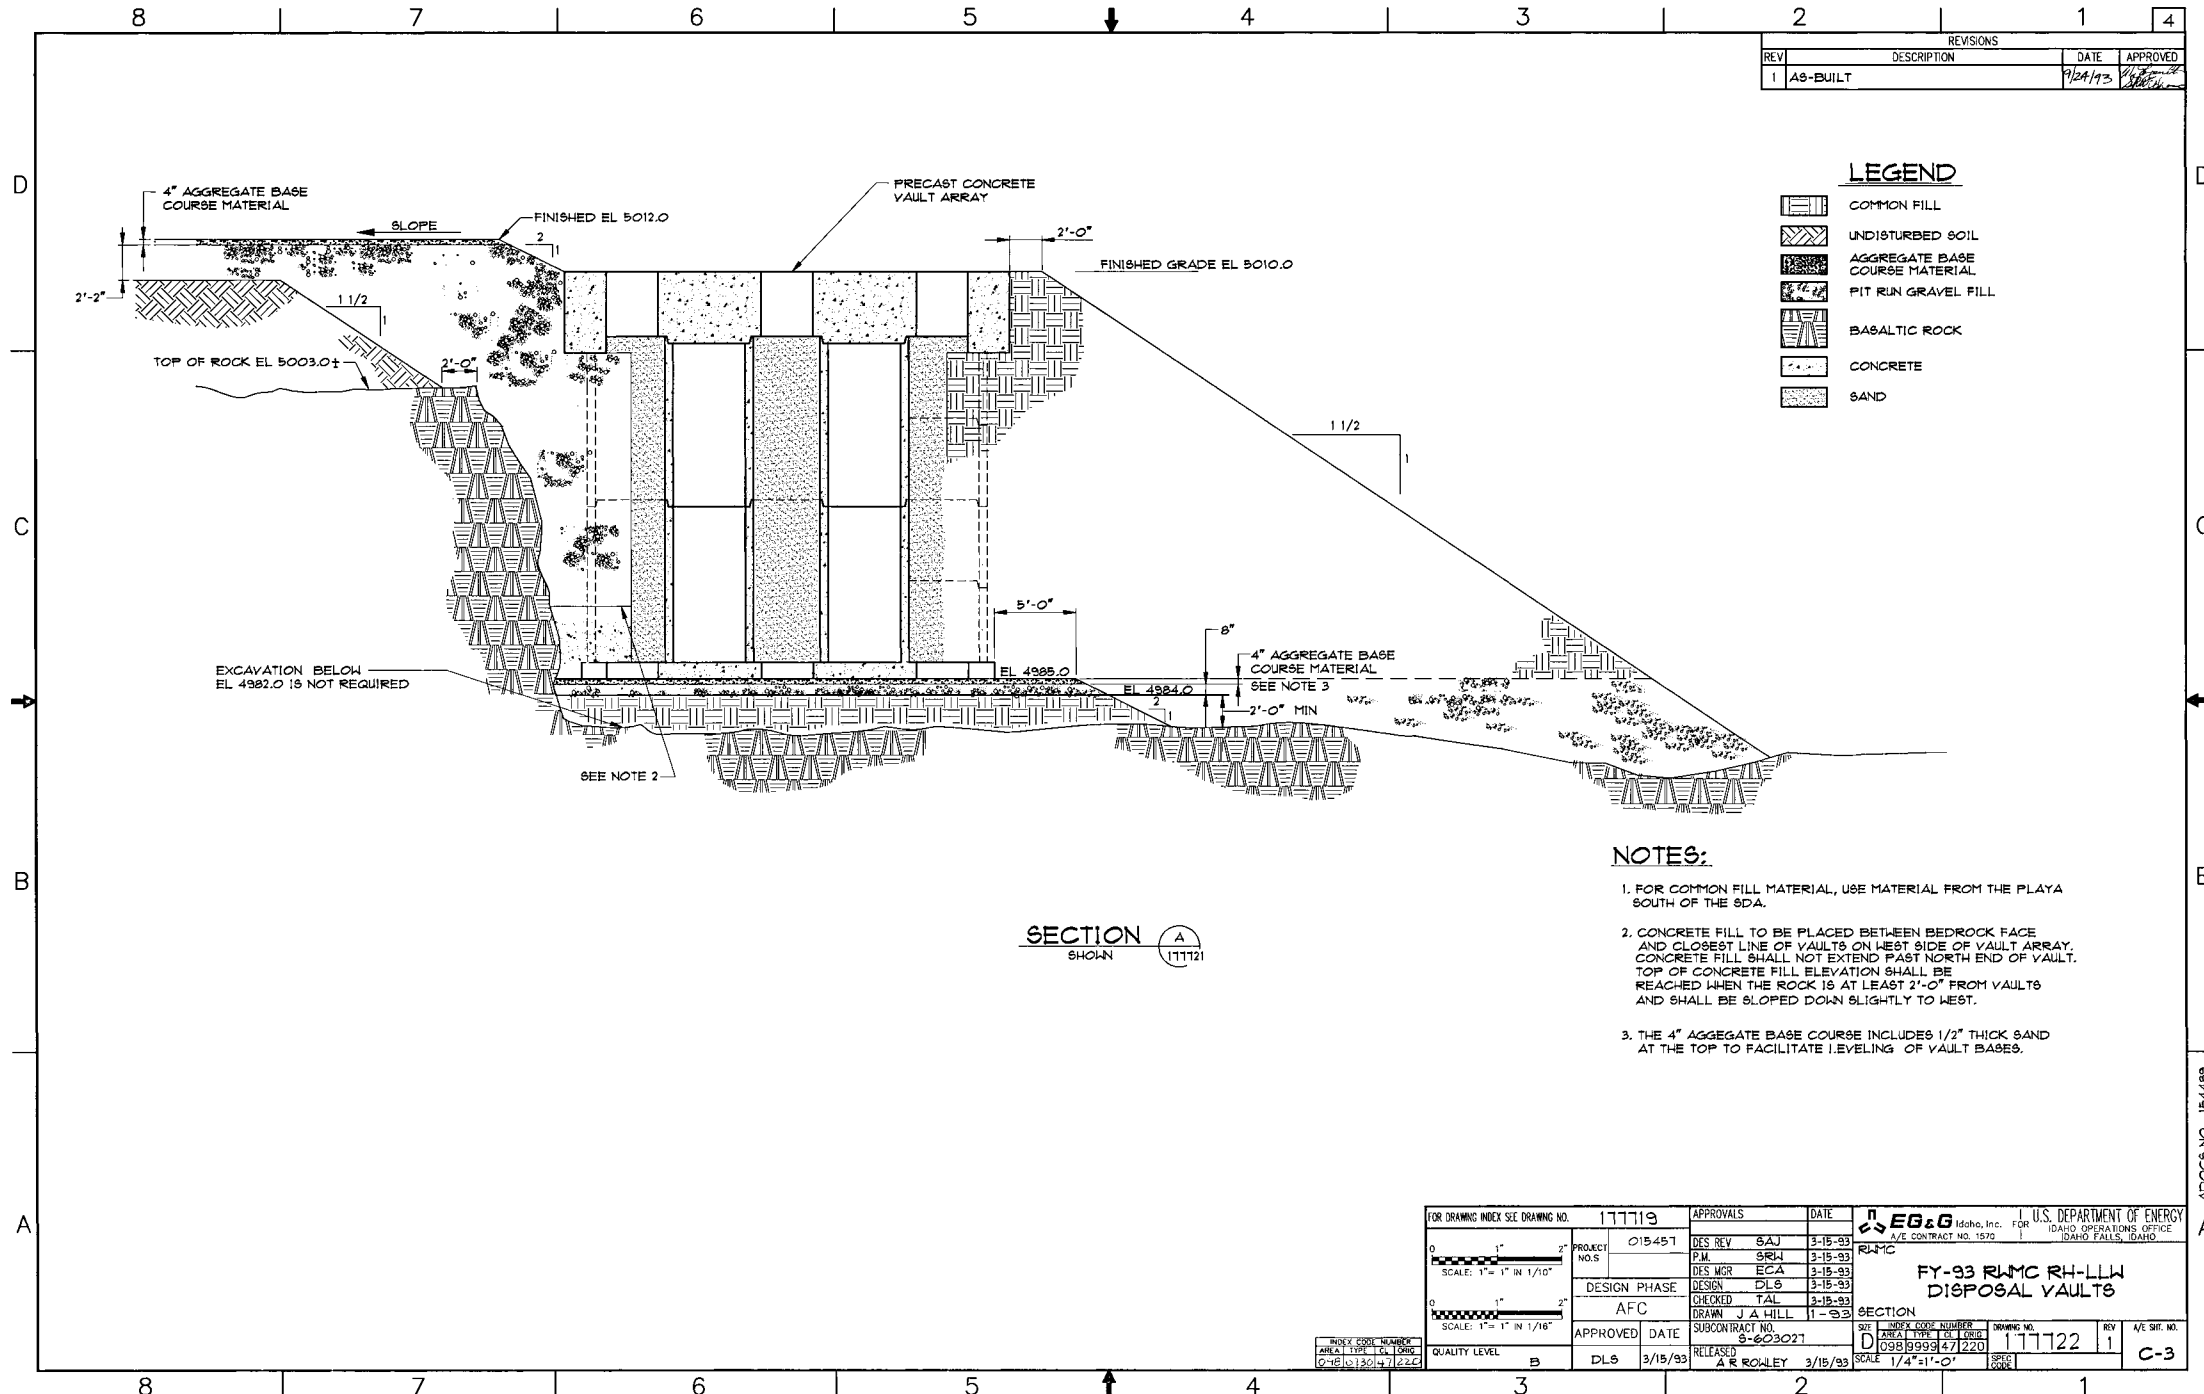 8 7 6 5 4 3 2 1
4
REVISIONS
REV DESCRIPTION DATE APPROVED
1 AS-BUILT 9/24/93
D
4" AGGREGATE BASE
COURSE MATERIAL
SLOPE
FINISHED EL 5012.0
2
1
PRECAST CONCRETE
VAULT ARRAY
2'-0"
FINISHED GRADE EL 5010.0
2'-2"
1 1/2
1
TOP OF ROCK EL 5003.0±
2'-0"
1 1/2
1
LEGEND
COMMON FILL
UNDISTURBED SOIL
AGGREGATE BASE
COURSE MATERIAL
PIT RUN GRAVEL FILL
BASALTIC ROCK
CONCRETE
SAND
C
5'-0"
8"
4" AGGREGATE BASE
COURSE MATERIAL
SEE NOTE 3
EL 4985.0
EL 4984.0
2
1
2'-0" MIN
EXCAVATION BELOW
EL 4982.0 IS NOT REQUIRED
SEE NOTE 2
B
SECTION A
SHOWN 177721
NOTES:
1. FOR COMMON FILL MATERIAL, USE MATERIAL FROM THE PLAYA
SOUTH OF THE SDA.
2. CONCRETE FILL TO BE PLACED BETWEEN BEDROCK FACE
AND CLOSEST LINE OF VAULTS ON WEST SIDE OF VAULT ARRAY.
CONCRETE FILL SHALL NOT EXTEND PAST NORTH END OF VAULT.
TOP OF CONCRETE FILL ELEVATION SHALL BE
REACHED WHEN THE ROCK IS AT LEAST 2'-0" FROM VAULTS
AND SHALL BE SLOPED DOWN SLIGHTLY TO WEST.
3. THE 4" AGGEGATE BASE COURSE INCLUDES 1/2" THICK SAND
AT THE TOP TO FACILITATE LEVELING OF VAULT BASES.
A
FOR DRAWING INDEX SEE DRAWING NO. 177719
0 1" 2"
SCALE: 1"= 1" IN 1/10"
0 1" 2"
SCALE: 1"= 1" IN 1/16"
QUALITY LEVEL B
PROJECT NO.S 015457
DESIGN PHASE
AFC
APPROVED DATE
DLS 3/15/93
APPROVALS DATE
DES REV SAJ 3-15-93
P.M. SRW 3-15-93
DES MGR ECA 3-15-93
DESIGN DLS 3-15-93
CHECKED TAL 3-15-93
DRAWN J A HILL 1-93
SUBCONTRACT NO.
S-603027
RELEASED
A R ROWLEY 3/15/93
EG&G Idaho, Inc. FOR U.S. DEPARTMENT OF ENERGY
A/E CONTRACT NO. 1570 IDAHO OPERATIONS OFFICE
IDAHO FALLS, IDAHO
RWMC
FY-93 RWMC RH-LLW
DISPOSAL VAULTS
SECTION
SIZE INDEX CODE NUMBER DRAWING NO. REV A/E SHT. NO.
D AREA TYPE CL ORIG
098 9999 47 220 177722 1 C-3
SCALE 1/4"=1'-0" SPEC CODE
INDEX CODE NUMBER
AREA TYPE CL ORIG
8 7 6 5 4 3 2 1